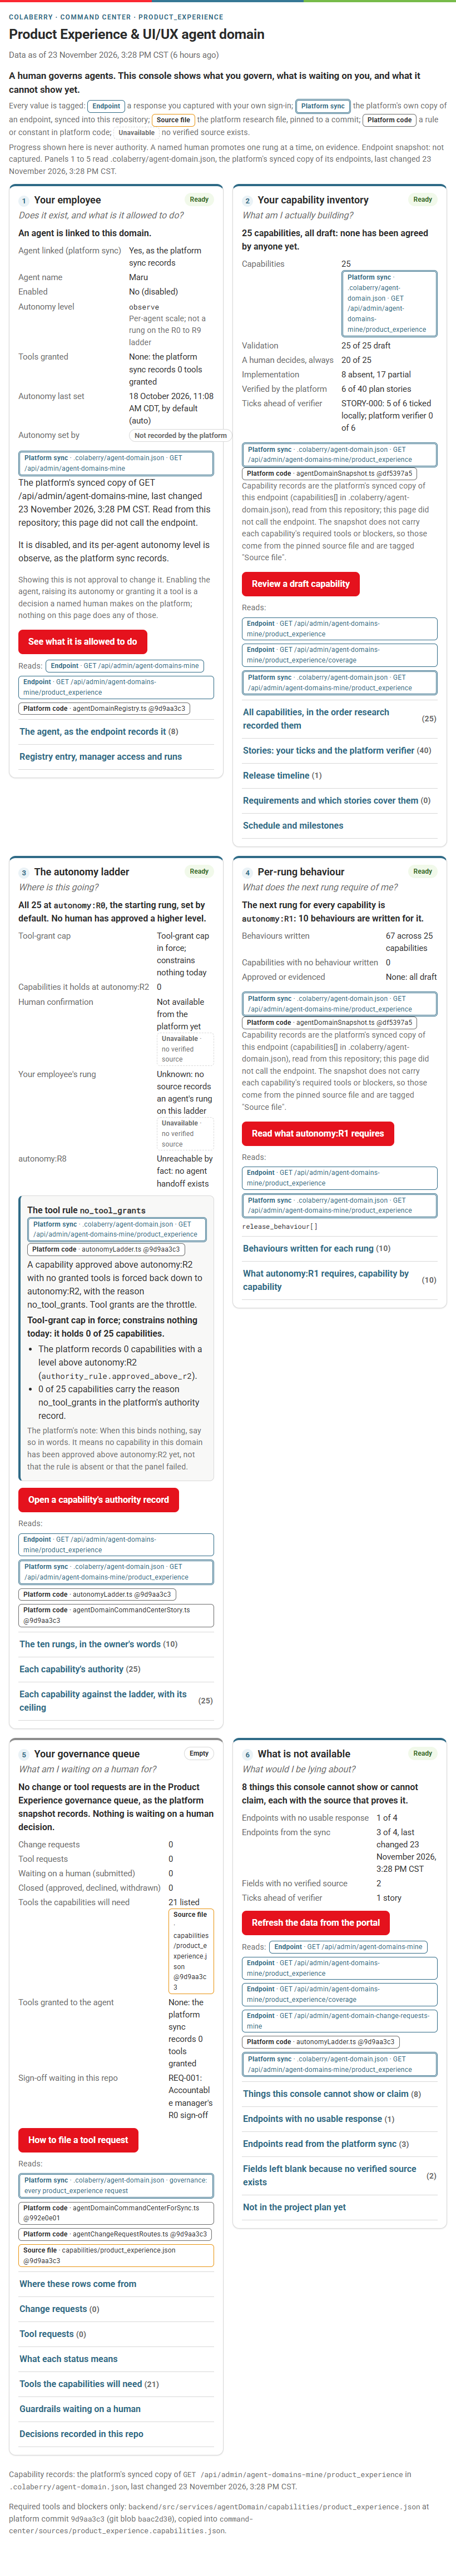 COLABERRY · COMMAND CENTER · PRODUCT_EXPERIENCE
Product Experience & UI/UX agent domain
Data as of 23 November 2026, 3:28 PM CST (6 hours ago)
A human governs agents. This console shows what you govern, what is waiting on you, and what it
cannot show yet.
Every value is tagged: Endpoint a response you captured with your own sign-in; Platform sync the platform's own copy of
an endpoint, synced into this repository; Source file the platform research file, pinned to a commit; Platform code a rule
or constant in platform code; Unavailable no verified source exists.
Progress shown here is never authority. A named human promotes one rung at a time, on evidence. Endpoint snapshot: not
captured. Panels 1 to 5 read .colaberry/agent-domain.json, the platform's synced copy of its endpoints, last changed 23
November 2026, 3:28 PM CST.
1 Your employee Ready
Does it exist, and what is it allowed to do?
An agent is linked to this domain.
Agent linked (platform sync) Yes, as the platform
sync records
Agent name Maru
Enabled No (disabled)
Autonomy level observe
Per-agent scale; not a
rung on the R0 to R9
ladder
Tools granted None: the platform
sync records 0 tools
granted
Autonomy last set 18 October 2026, 11:08
AM CDT, by default
(auto)
Autonomy set by Not recorded by the platform
Platform sync · .colaberry/agent-domain.json · GET
/api/admin/agent-domains-mine
The platform's synced copy of GET
/api/admin/agent-domains-mine, last changed
23 November 2026, 3:28 PM CST. Read from this
repository; this page did not call the endpoint.
It is disabled, and its per-agent autonomy level is
observe, as the platform sync records.
Showing this is not approval to change it. Enabling the
agent, raising its autonomy or granting it a tool is a
decision a named human makes on the platform;
nothing on this page does any of those.
See what it is allowed to do
Reads: Endpoint · GET /api/admin/agent-domains-mine
Endpoint · GET /api/admin/agent-domains-
mine/product_experience
Platform code · agentDomainRegistry.ts @9d9aa3c3
The agent, as the endpoint records it (8)
Registry entry, manager access and runs
2 Your capability inventory Ready
What am I actually building?
25 capabilities, all draft: none has been agreed
by anyone yet.
Capabilities 25
Platform sync ·
.colaberry/agent-
domain.json · GET
/api/admin/agent-
domains-
mine/product_experience
Validation 25 of 25 draft
A human decides, always 20 of 25
Implementation 8 absent, 17 partial
Verified by the platform 6 of 40 plan stories
Ticks ahead of verifier STORY-000: 5 of 6 ticked
locally; platform verifier 0
of 6
Platform sync · .colaberry/agent-domain.json · GET
/api/admin/agent-domains-mine/product_experience
Platform code · agentDomainSnapshot.ts @df5397a5
Capability records are the platform's synced copy of
this endpoint (capabilities[] in .colaberry/agent-
domain.json), read from this repository; this page did
not call the endpoint. The snapshot does not carry
each capability's required tools or blockers, so those
come from the pinned source file and are tagged
"Source file".
Review a draft capability
Reads:
Endpoint · GET /api/admin/agent-domains-
mine/product_experience
Endpoint · GET /api/admin/agent-domains-
mine/product_experience/coverage
Platform sync · .colaberry/agent-domain.json · GET
/api/admin/agent-domains-mine/product_experience
All capabilities, in the order research
recorded them (25)
Stories: your ticks and the platform verifier (40)
Release timeline (1)
Requirements and which stories cover them (0)
Schedule and milestones
3 The autonomy ladder Ready
Where is this going?
All 25 at autonomy:R0, the starting rung, set by
default. No human has approved a higher level.
Tool-grant cap Tool-grant cap
in force;
constrains
nothing today
Capabilities it holds at autonomy:R2 0
Human confirmation Not available
from the
platform yet
Unavailable ·
no verified
source
Your employee's rung Unknown: no
source records
an agent's rung
on this ladder
Unavailable ·
no verified
source
autonomy:R8 Unreachable by
fact: no agent
handoff exists
The tool rule no_tool_grants
Platform sync · .colaberry/agent-domain.json · GET
/api/admin/agent-domains-mine/product_experience
Platform code · autonomyLadder.ts @9d9aa3c3
A capability approved above autonomy:R2
with no granted tools is forced back down to
autonomy:R2, with the reason
no_tool_grants. Tool grants are the throttle.
Tool-grant cap in force; constrains nothing
today: it holds 0 of 25 capabilities.
• The platform records 0 capabilities with a
level above autonomy:R2
(authority_rule.approved_above_r2).
• 0 of 25 capabilities carry the reason
no_tool_grants in the platform's authority
record.
The platform's note: When this binds nothing, say
so in words. It means no capability in this domain
has been approved above autonomy:R2 yet, not
that the rule is absent or that the panel failed.
Open a capability's authority record
Reads:
Endpoint · GET /api/admin/agent-domains-
mine/product_experience
Platform sync · .colaberry/agent-domain.json · GET
/api/admin/agent-domains-mine/product_experience
Platform code · autonomyLadder.ts @9d9aa3c3
Platform code · agentDomainCommandCenterStory.ts
@9d9aa3c3
The ten rungs, in the owner's words (10)
Each capability's authority (25)
Each capability against the ladder, with its
ceiling (25)
4 Per-rung behaviour Ready
What does the next rung require of me?
The next rung for every capability is
autonomy:R1: 10 behaviours are written for it.
Behaviours written 67 across 25
capabilities
Capabilities with no behaviour written 0
Approved or evidenced None: all draft
Platform sync · .colaberry/agent-domain.json · GET
/api/admin/agent-domains-mine/product_experience
Platform code · agentDomainSnapshot.ts @df5397a5
Capability records are the platform's synced copy of
this endpoint (capabilities[] in .colaberry/agent-
domain.json), read from this repository; this page did
not call the endpoint. The snapshot does not carry
each capability's required tools or blockers, so those
come from the pinned source file and are tagged
"Source file".
Read what autonomy:R1 requires
Reads:
Endpoint · GET /api/admin/agent-domains-
mine/product_experience
Platform sync · .colaberry/agent-domain.json · GET
/api/admin/agent-domains-mine/product_experience
release_behaviour[]
Behaviours written for each rung (10)
What autonomy:R1 requires, capability by
capability (10)
5 Your governance queue Empty
What am I waiting on a human for?
No change or tool requests are in the Product
Experience governance queue, as the platform
snapshot records. Nothing is waiting on a human
decision.
Change requests 0
Tool requests 0
Waiting on a human (submitted) 0
Closed (approved, declined, withdrawn) 0
Tools the capabilities will need 21 listed
Source file
·
capabilities
/product_e
xperience.j
son
@9d9aa3c
3
Tools granted to the agent None: the
platform
sync
records 0
tools
granted
Sign-off waiting in this repo REQ-001:
Accountabl
e manager's
R0 sign-off
How to file a tool request
Reads:
Platform sync · .colaberry/agent-domain.json · governance:
every product_experience request
Platform code · agentDomainCommandCenterForSync.ts
@992e0e01
Platform code · agentChangeRequestRoutes.ts @9d9aa3c3
Source file · capabilities/product_experience.json
@9d9aa3c3
Where these rows come from
Change requests (0)
Tool requests (0)
What each status means
Tools the capabilities will need (21)
Guardrails waiting on a human
Decisions recorded in this repo
6 What is not available Ready
What would I be lying about?
8 things this console cannot show or cannot
claim, each with the source that proves it.
Endpoints with no usable response 1 of 4
Endpoints from the sync 3 of 4, last
changed 23
November 2026,
3:28 PM CST
Fields with no verified source 2
Ticks ahead of verifier 1 story
Refresh the data from the portal
Reads: Endpoint · GET /api/admin/agent-domains-mine
Endpoint · GET /api/admin/agent-domains-
mine/product_experience
Endpoint · GET /api/admin/agent-domains-
mine/product_experience/coverage
Endpoint · GET /api/admin/agent-domain-change-requests-
mine
Platform code · autonomyLadder.ts @9d9aa3c3
Platform sync · .colaberry/agent-domain.json · GET
/api/admin/agent-domains-mine/product_experience
Things this console cannot show or claim (8)
Endpoints with no usable response (1)
Endpoints read from the platform sync (3)
Fields left blank because no verified source
exists (2)
Not in the project plan yet
Capability records: the platform's synced copy of GET /api/admin/agent-domains-mine/product_experience in
.colaberry/agent-domain.json, last changed 23 November 2026, 3:28 PM CST.
Required tools and blockers only: backend/src/services/agentDomain/capabilities/product_experience.json at
platform commit 9d9aa3c3 (git blob baac2d30), copied into command-
center/sources/product_experience.capabilities.json.